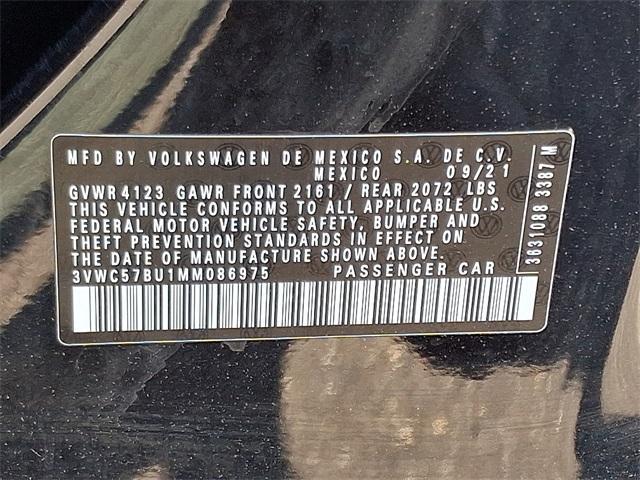 MFD BY VOLKSWAGEN DE MEXICO S.A. DE C.V.
MEXICO 09/21
GVWR 4123 GAWR FRONT 2161 / REAR 2072 LBS
THIS VEHICLE CONFORMS TO ALL APPLICABLE U.S.
FEDERAL MOTOR VEHICLE SAFETY, BUMPER AND
THEFT PREVENTION STANDARDS IN EFFECT ON
THE DATE OF MANUFACTURE SHOWN ABOVE.
3VWC57BU1MM086975 PASSENGER CAR
3631088 3387/M